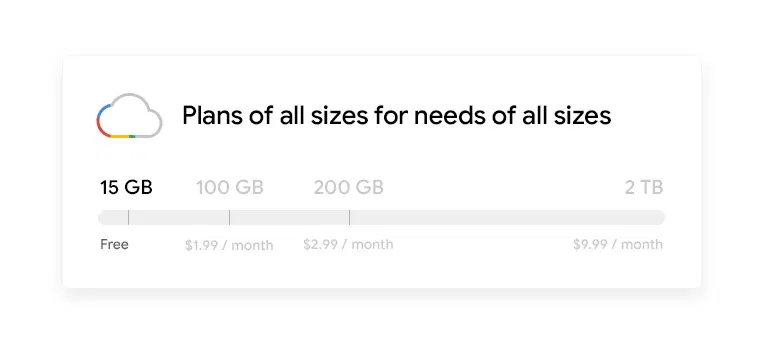 Plans of all sizes for needs of all sizes
15 GB 100 GB 200 GB 2 TB
Free $1.99 / month $2.99 / month $9.99 / month